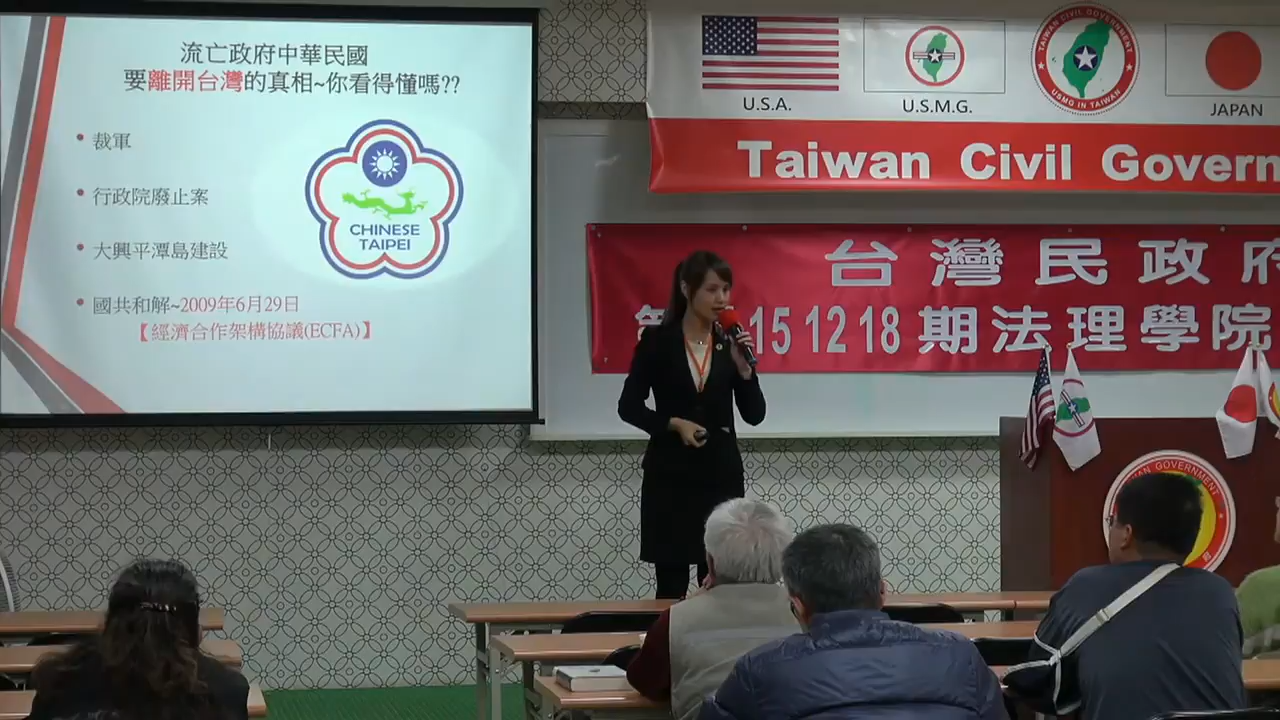 流亡政府中華民國
要離開台灣的真相~你看得懂嗎??
• 裁軍
• 行政院廢止案
• 大興平潭島建設
• 國共和解~2009年6月29日
【經濟合作架構協議(ECFA)】
CHINESE
TAIPEI
U.S.A.
U.S.M.G.
TAIWAN CIVIL GOVERNMENT
USMG IN TAIWAN
JAPAN
Taiwan Civil Govern
台灣民政府
15 12 18 期法理學院
GOVERNMENT